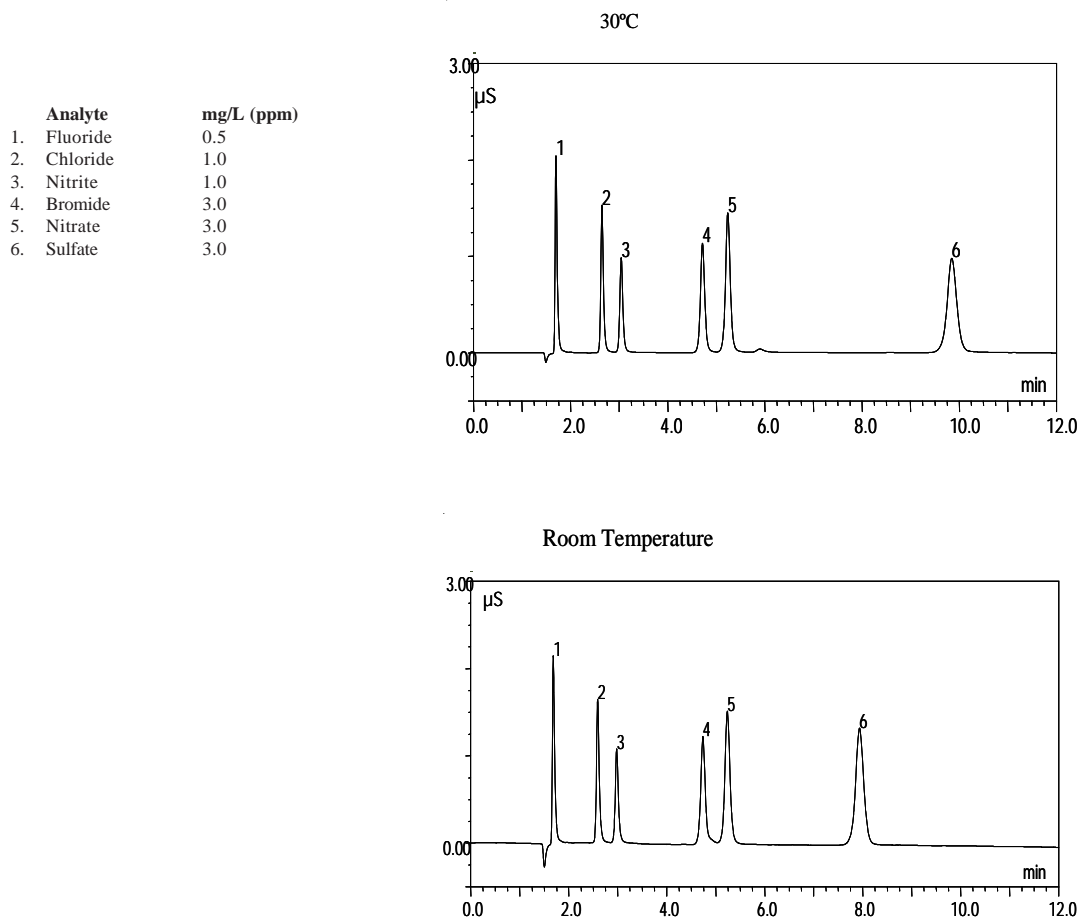 Analyte mg/L (ppm)
1. Fluoride 0.5
2. Chloride 1.0
3. Nitrite 1.0
4. Bromide 3.0
5. Nitrate 3.0
6. Sulfate 3.0
30ºC
3.00
µS
1
2
3
4
5
6
0.00
min
0.0 2.0 4.0 6.0 8.0 10.0 12.0
Room Temperature
3.00
µS
1
2
3
4
5
6
0.00
min
0.0 2.0 4.0 6.0 8.0 10.0 12.0